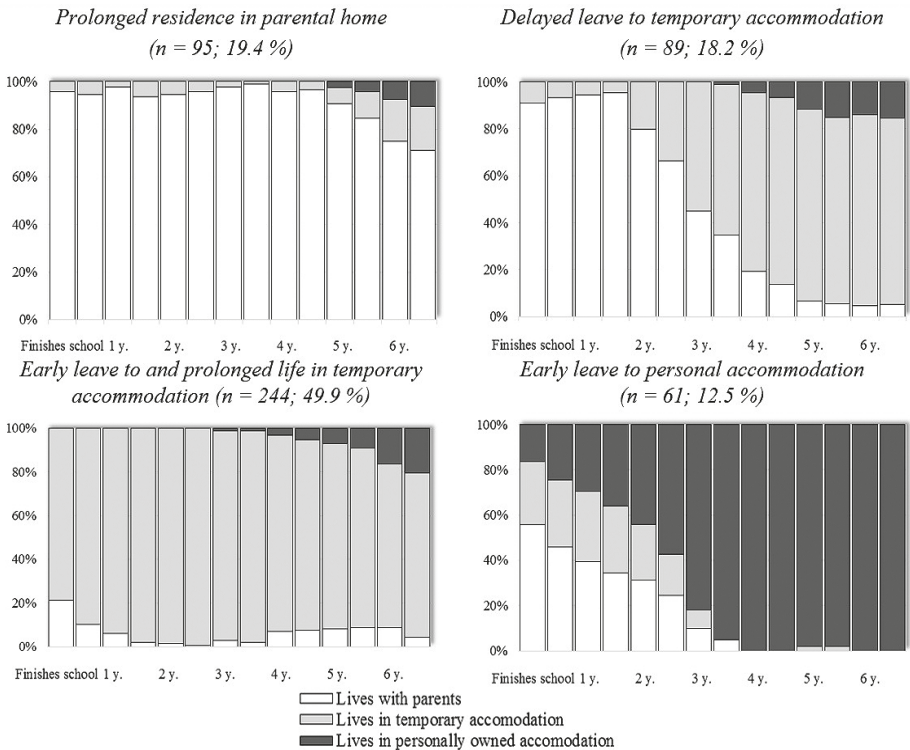 Prolonged residence in parental home
(n = 95; 19.4 %)
100%
80%
60%
40%
20%
0%
Finishes school 1 y. 2 y. 3 y. 4 y. 5 y. 6 y.
Delayed leave to temporary accommodation
(n = 89; 18.2 %)
100%
80%
60%
40%
20%
0%
Finishes school 1 y. 2 y. 3 y. 4 y. 5 y. 6 y.
Early leave to and prolonged life in temporary
accommodation (n = 244; 49.9 %)
100%
80%
60%
40%
20%
0%
Finishes school 1 y. 2 y. 3 y. 4 y. 5 y. 6 y.
Early leave to personal accommodation
(n = 61; 12.5 %)
100%
80%
60%
40%
20%
0%
Finishes school 1 y. 2 y. 3 y. 4 y. 5 y. 6 y.
Lives with parents
Lives in temporary accomodation
Lives in personally owned accomodation